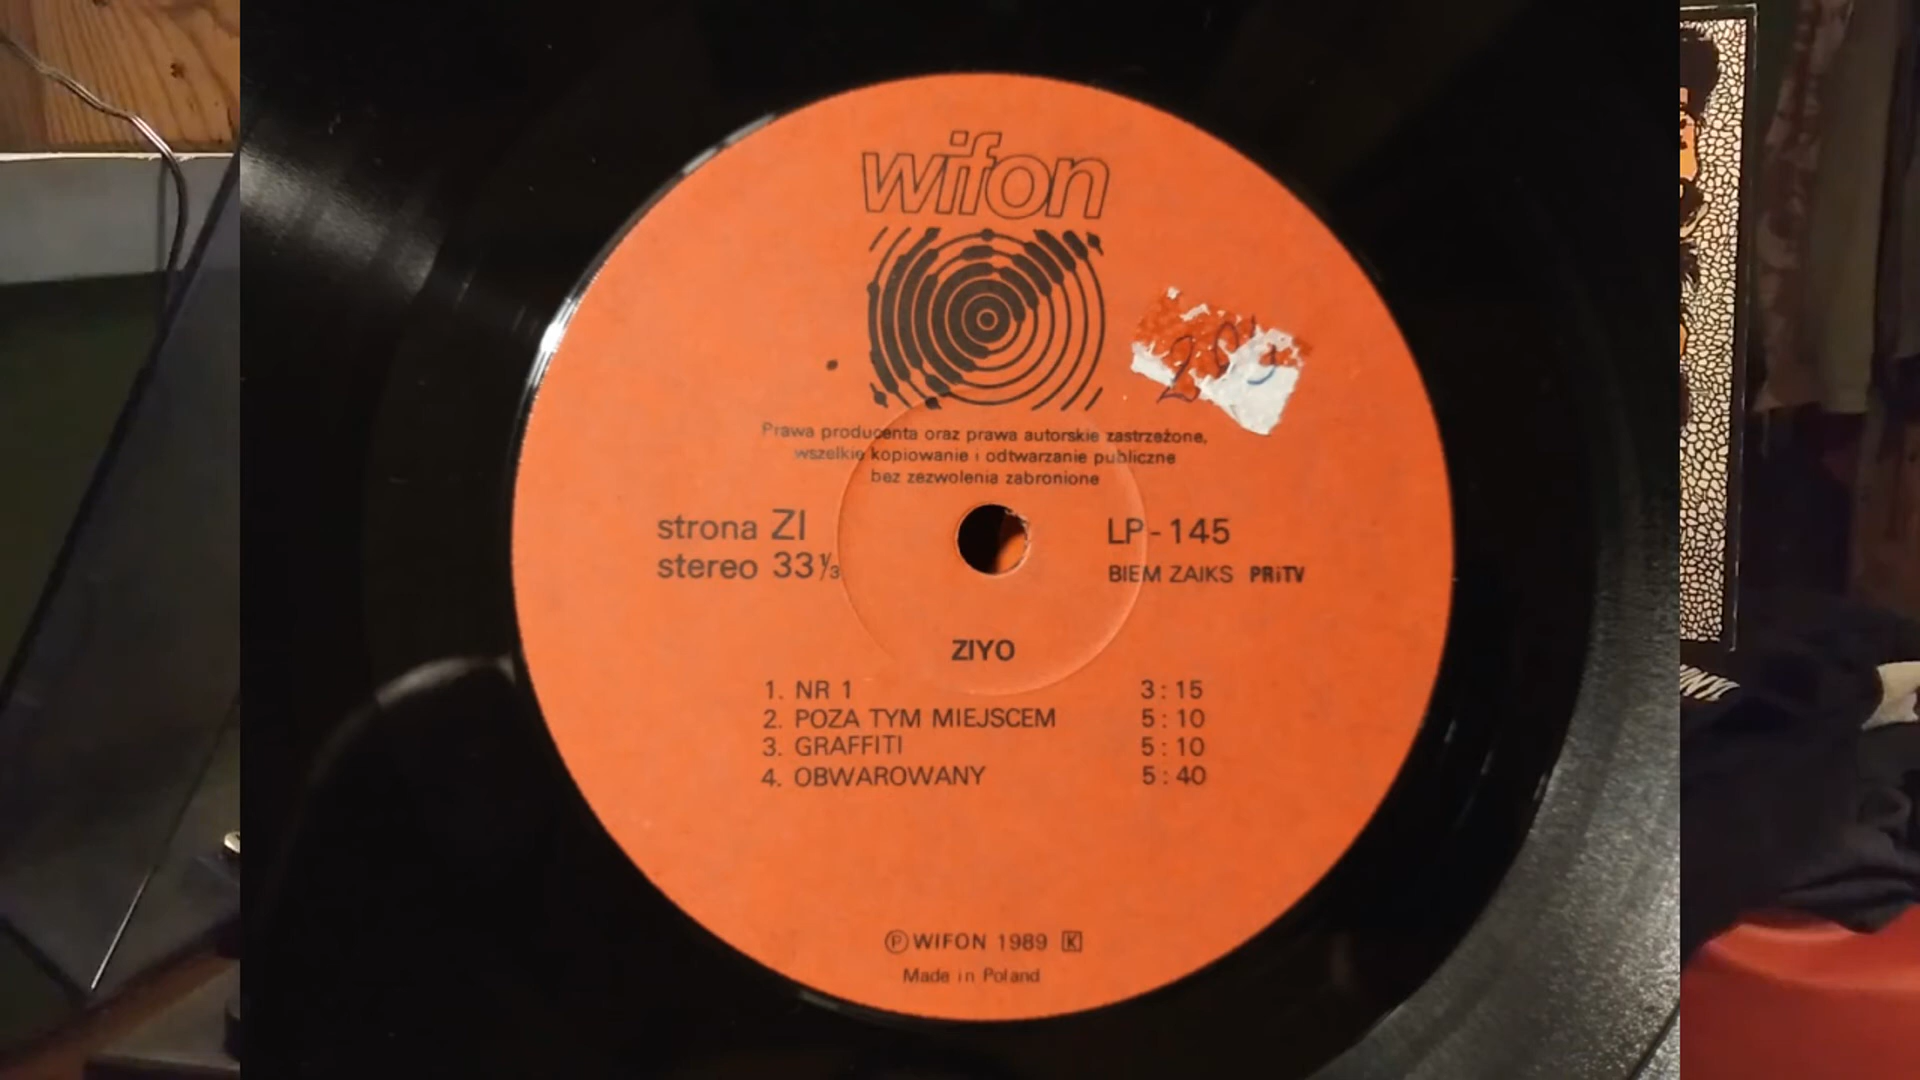 wifon
Prawa producenta oraz prawa autorskie zastrzeżone,
wszelkie kopiowanie i odtwarzanie publiczne
bez zezwolenia zabronione
strona ZI
stereo 33⅓
LP-145
BIEM ZAIKS PRiTV
ZIYO
1. NR 1 3:15
2. POZA TYM MIEJSCEM 5:10
3. GRAFFITI 5:10
4. OBWAROWANY 5:40
Ⓟ WIFON 1989 K
Made in Poland